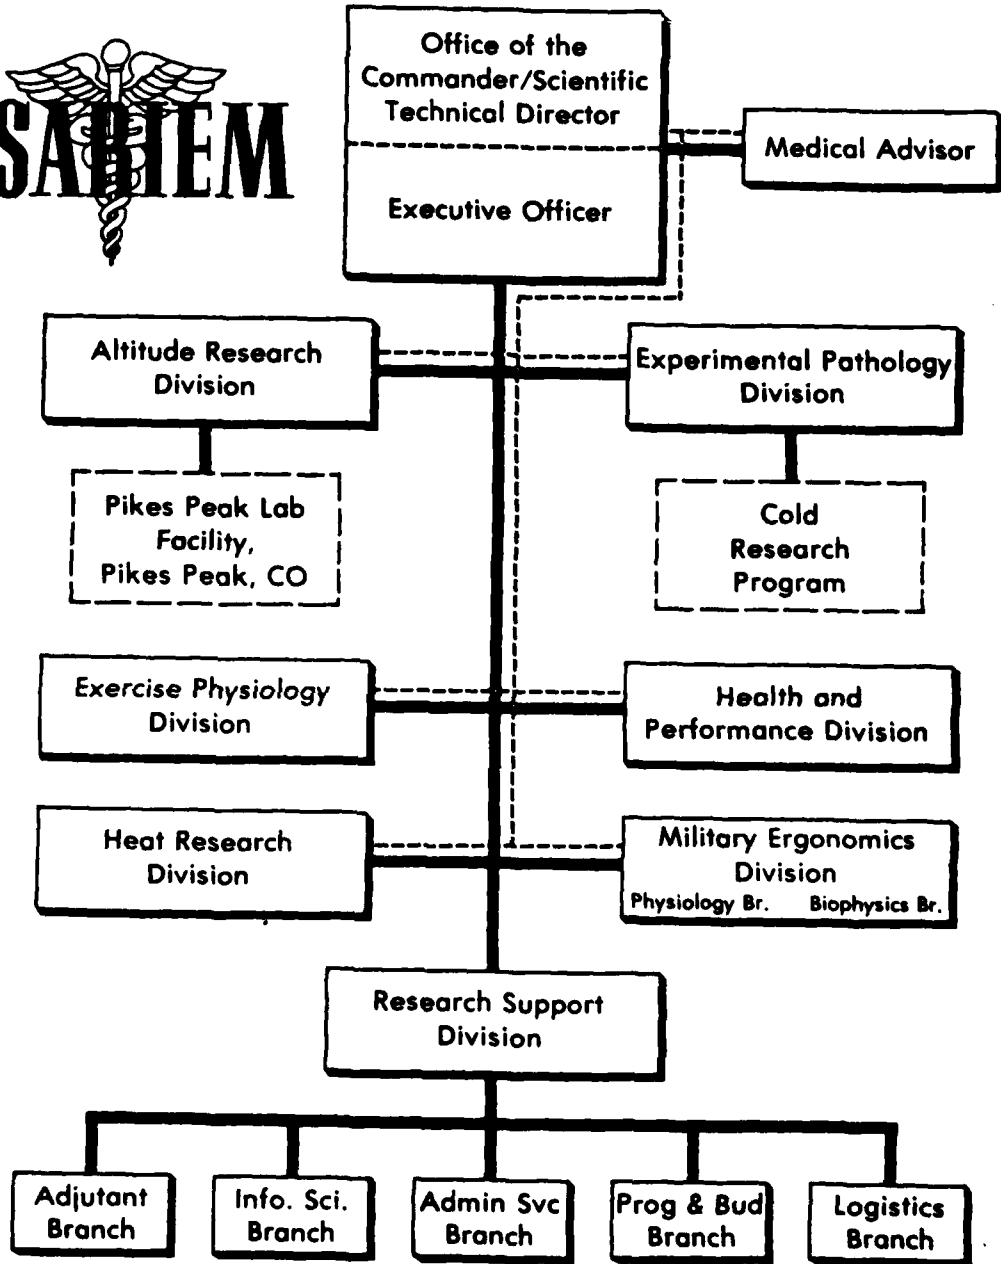 SARIEM
Office of the
Commander/Scientific
Technical Director
Executive Officer
Medical Advisor
Altitude Research
Division
Experimental Pathology
Division
Pikes Peak Lab
Facility,
Pikes Peak, CO
Cold
Research
Program
Exercise Physiology
Division
Health and
Performance Division
Heat Research
Division
Military Ergonomics
Division
Physiology Br. Biophysics Br.
Research Support
Division
Adjutant
Branch
Info. Sci.
Branch
Admin Svc
Branch
Prog & Bud
Branch
Logistics
Branch